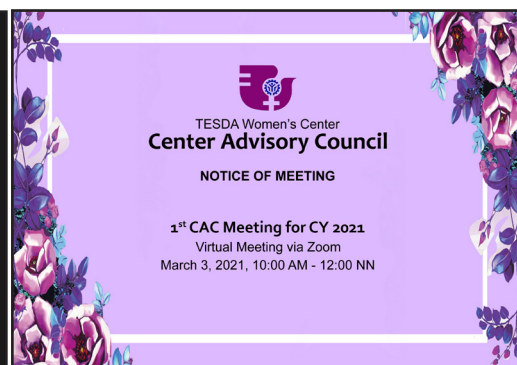 TESDA Women's Center
Center Advisory Council
NOTICE OF MEETING
1st CAC Meeting for CY 2021
Virtual Meeting via Zoom
March 3, 2021, 10:00 AM - 12:00 NN